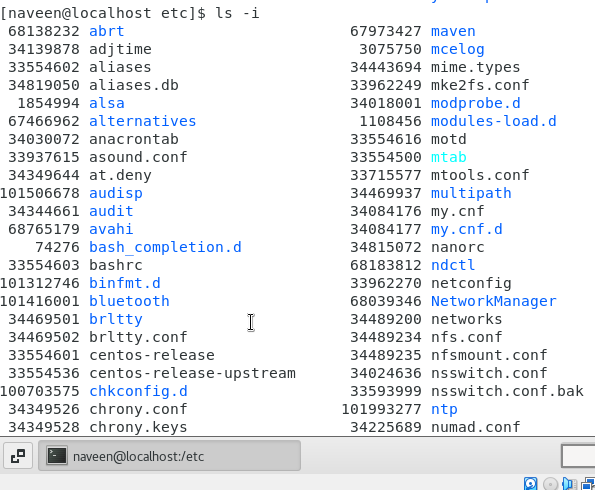 [naveen@localhost etc]$ ls -i
68138232 abrt 67973427 maven
34139878 adjtime 3075750 mcelog
33554602 aliases 34443694 mime.types
34819050 aliases.db 33962249 mke2fs.conf
1854994 alsa 34018001 modprobe.d
67466962 alternatives 1108456 modules-load.d
34030072 anacrontab 33554616 motd
33937615 asound.conf 33554500 mtab
34349644 at.deny 33715577 mtools.conf
101506678 audisp 34469937 multipath
34344661 audit 34084176 my.cnf
68765179 avahi 34084177 my.cnf.d
74276 bash_completion.d 34815072 nanorc
33554603 bashrc 68183812 ndctl
101312746 binfmt.d 33962270 netconfig
101416001 bluetooth 68039346 NetworkManager
34469501 brltty 34489200 networks
34469502 brltty.conf 34489234 nfs.conf
33554601 centos-release 34489235 nfsmount.conf
33554536 centos-release-upstream 34024636 nsswitch.conf
100703575 chkconfig.d 33593999 nsswitch.conf.bak
34349526 chrony.conf 101993277 ntp
34349528 chrony.keys 34225689 numad.conf
naveen@localhost:/etc